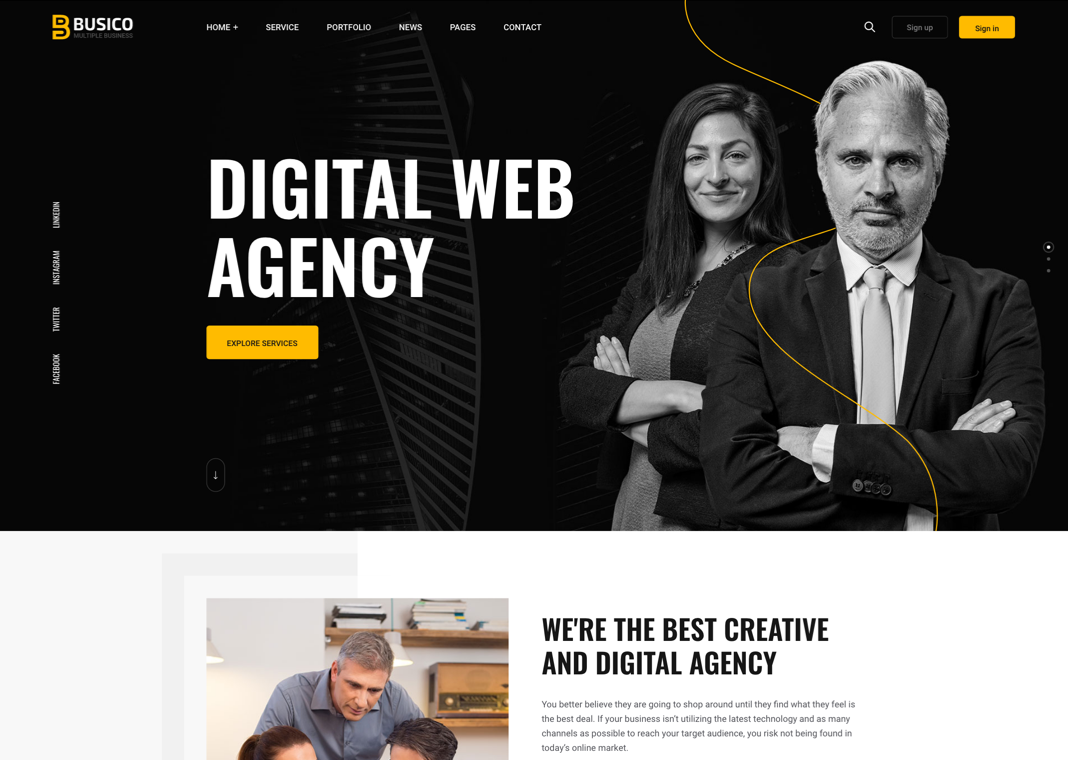 BUSICO
MULTIPLE BUSINESS
HOME +
SERVICE
PORTFOLIO
NEWS
PAGES
CONTACT
Sign up
Sign in
LINKEDIN
INSTAGRAM
TWITTER
FACEBOOK
DIGITAL WEB
AGENCY
EXPLORE SERVICES
WE'RE THE BEST CREATIVE
AND DIGITAL AGENCY
You better believe they are going to shop around until they find what they feel is
the best deal. If your business isn't utilizing the latest technology and as many
channels as possible to reach your target audience, you risk not being found in
today's online market.